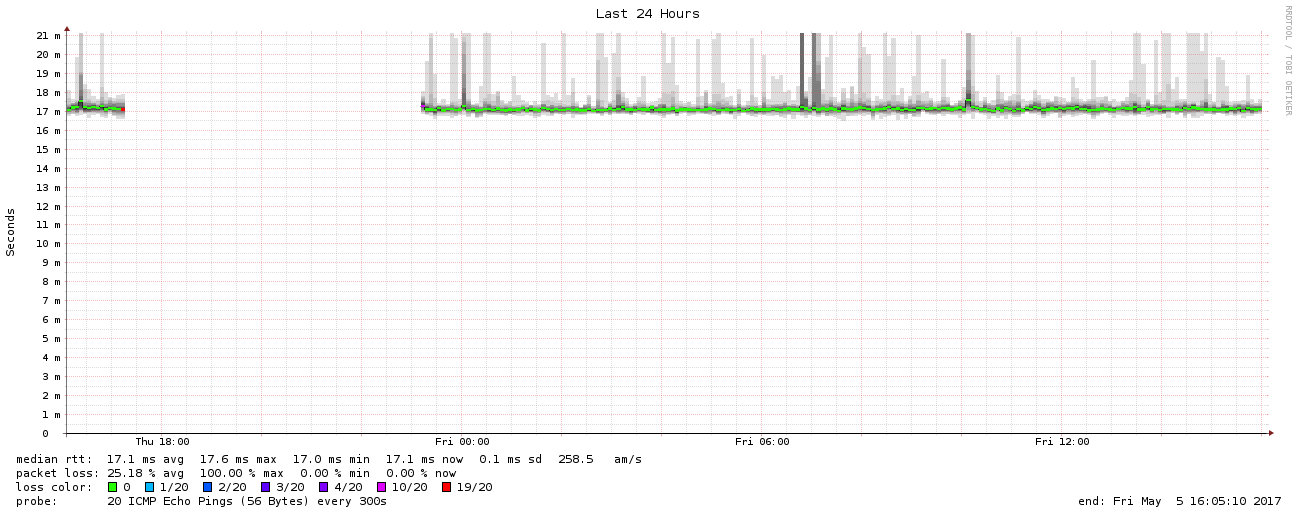 Last 24 Hours
RRDTOOL / TOBI OETIKER
Seconds
21 m
20 m
19 m
18 m
17 m
16 m
15 m
14 m
13 m
12 m
11 m
10 m
9 m
8 m
7 m
6 m
5 m
4 m
3 m
2 m
1 m
0
Thu 18:00 Fri 00:00 Fri 06:00 Fri 12:00
median rtt: 17.1 ms avg 17.6 ms max 17.0 ms min 17.1 ms now 0.1 ms sd 258.5 am/s
packet loss: 25.18 % avg 100.00 % max 0.00 % min 0.00 % now
loss color: 0 1/20 2/20 3/20 4/20 10/20 19/20
probe: 20 ICMP Echo Pings (56 Bytes) every 300s end: Fri May 5 16:05:10 2017